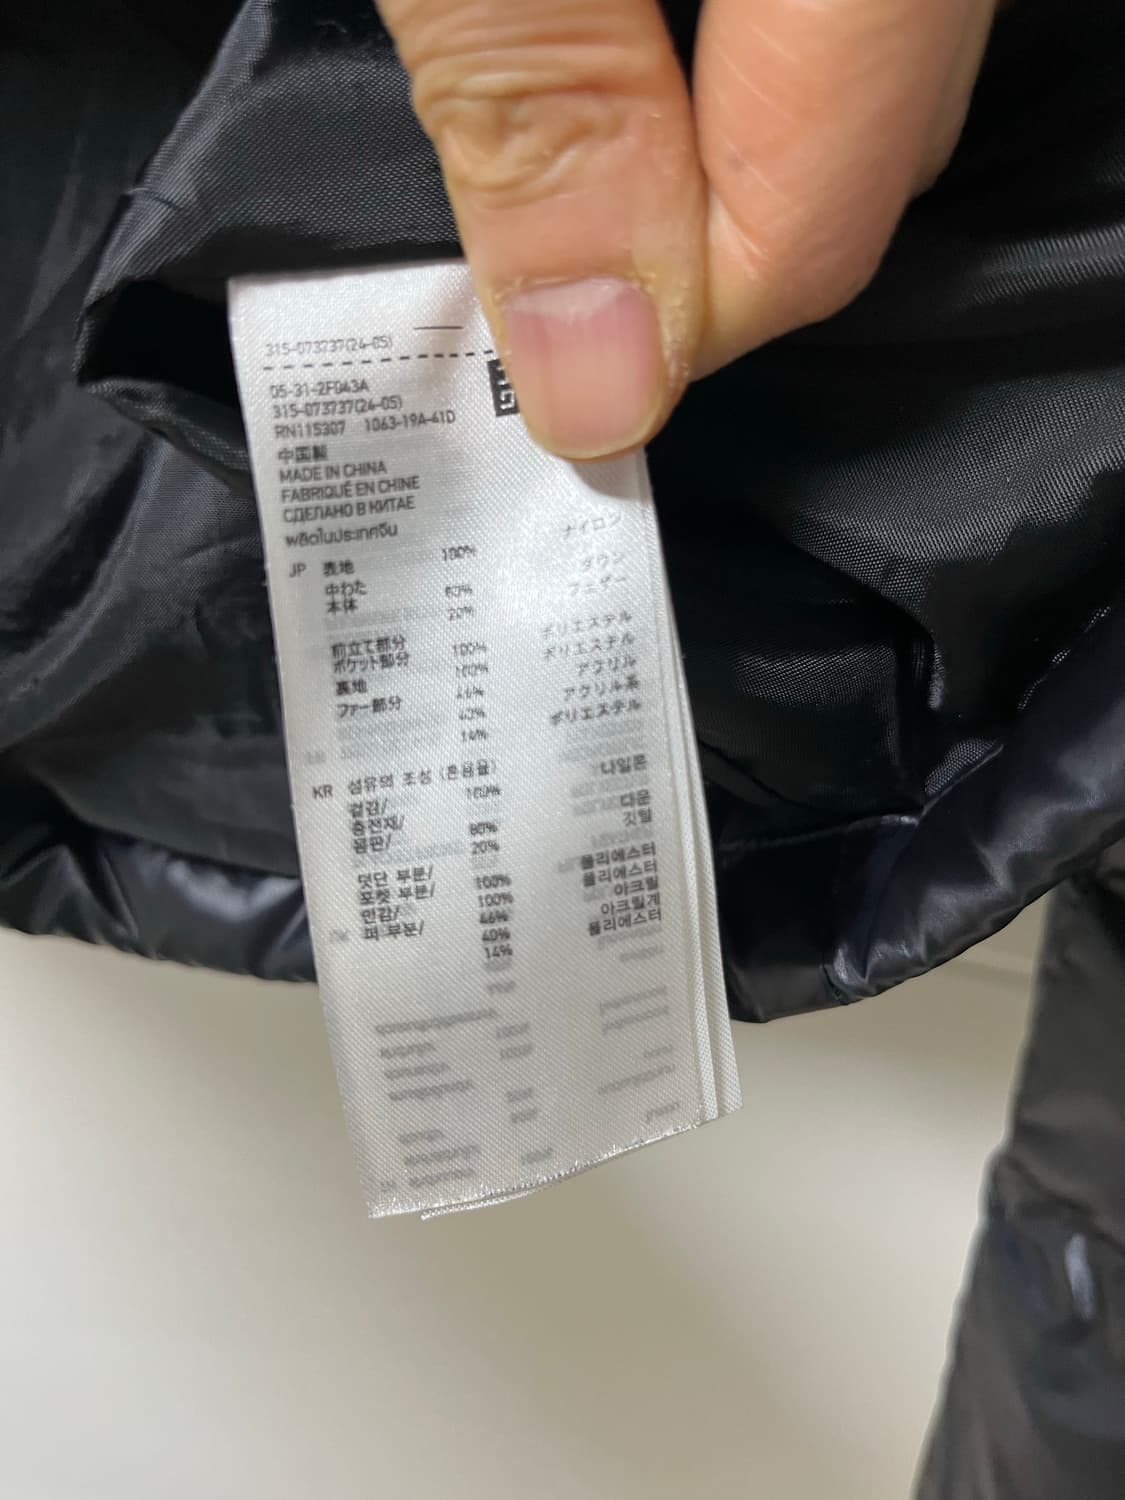 315-073737(24-05)
05-31-2F043A
315-073737(24-05)
RN115307 1063-19A-41D
中国製
MADE IN CHINA
FABRIQUÉ EN CHINE
СДЕЛАНО В КИТАЕ
ผลิตในประเทศจีน
JP 表地 100% ナイロン
中わた
本体 80% ダウン
20% フェザー
前立て部分 100% ポリエステル
ポケット部分 100% ポリエステル
裏地
ファー部分 46% アクリル
40% アクリル系
14% ポリエステル
KR 섬유의 조성 (혼용율)
겉감/ 100% 나일론
충전재/
몸판/ 80% 다운
20% 깃털
덧단 부분/ 100% 폴리에스터
포켓 부분/ 100% 폴리에스터
안감/ 46% 아크릴
퍼 부분/ 40% 아크릴계
14% 폴리에스터